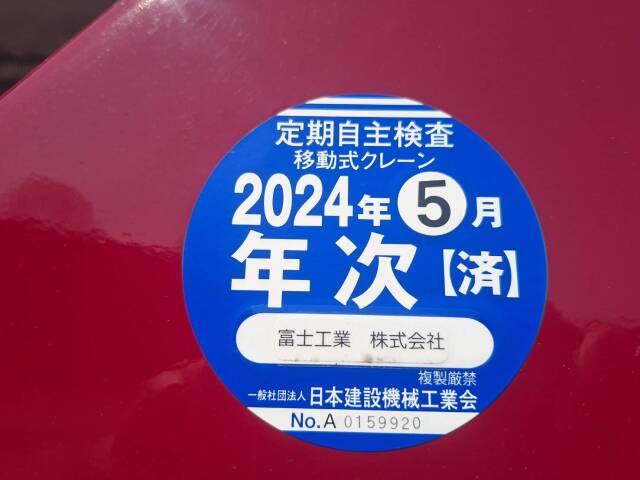 定期自主検査
移動式クレーン
2024年5月
年次【済】
富士工業 株式会社
複製厳禁
一般社団法人 日本建設機械工業会
No.A 0159920